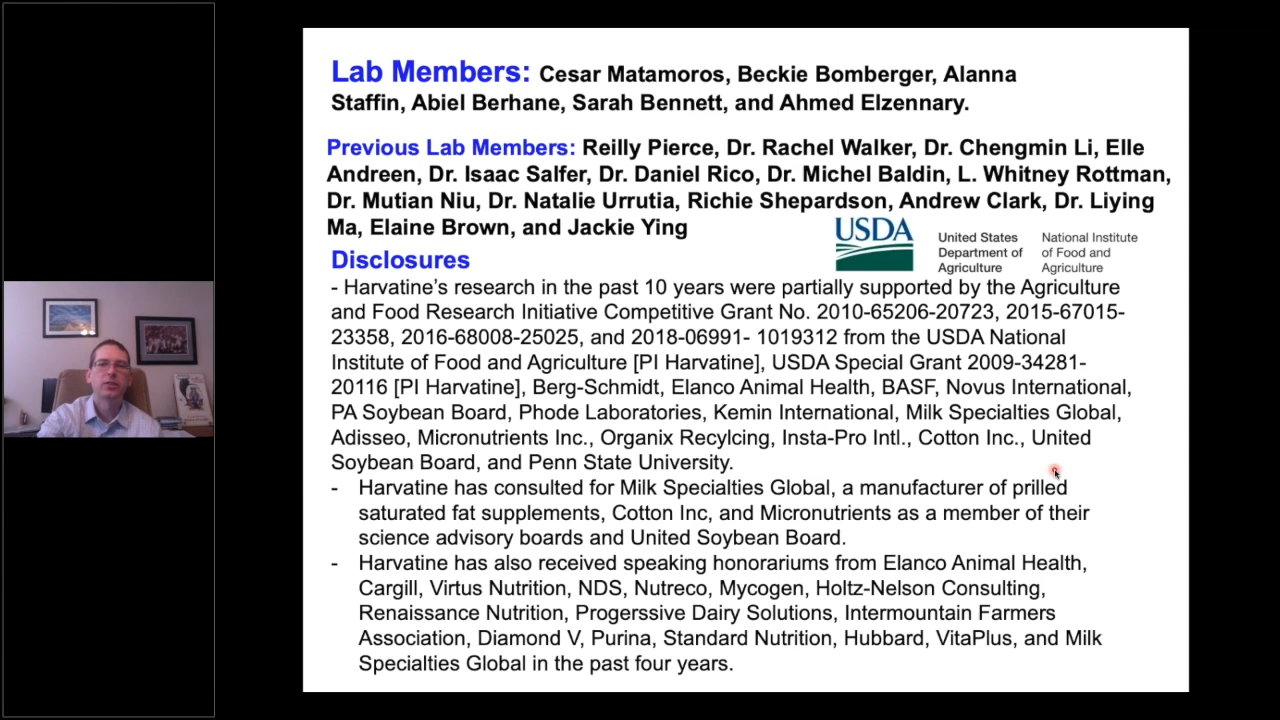 Lab Members: Cesar Matamoros, Beckie Bomberger, Alanna
Staffin, Abiel Berhane, Sarah Bennett, and Ahmed Elzennary.
Previous Lab Members: Reilly Pierce, Dr. Rachel Walker, Dr. Chengmin Li, Elle
Andreen, Dr. Isaac Salfer, Dr. Daniel Rico, Dr. Michel Baldin, L. Whitney Rottman,
Dr. Mutian Niu, Dr. Natalie Urrutia, Richie Shepardson, Andrew Clark, Dr. Liying
Ma, Elaine Brown, and Jackie Ying
USDA
United States
Department of
Agriculture
National Institute
of Food and
Agriculture
Disclosures
- Harvatine's research in the past 10 years were partially supported by the Agriculture
and Food Research Initiative Competitive Grant No. 2010-65206-20723, 2015-67015-
23358, 2016-68008-25025, and 2018-06991- 1019312 from the USDA National
Institute of Food and Agriculture [PI Harvatine], USDA Special Grant 2009-34281-
20116 [PI Harvatine], Berg-Schmidt, Elanco Animal Health, BASF, Novus International,
PA Soybean Board, Phode Laboratories, Kemin International, Milk Specialties Global,
Adisseo, Micronutrients Inc., Organix Recylcing, Insta-Pro Intl., Cotton Inc., United
Soybean Board, and Penn State University.
- Harvatine has consulted for Milk Specialties Global, a manufacturer of prilled
saturated fat supplements, Cotton Inc, and Micronutrients as a member of their
science advisory boards and United Soybean Board.
- Harvatine has also received speaking honorariums from Elanco Animal Health,
Cargill, Virtus Nutrition, NDS, Nutreco, Mycogen, Holtz-Nelson Consulting,
Renaissance Nutrition, Progerssive Dairy Solutions, Intermountain Farmers
Association, Diamond V, Purina, Standard Nutrition, Hubbard, VitaPlus, and Milk
Specialties Global in the past four years.